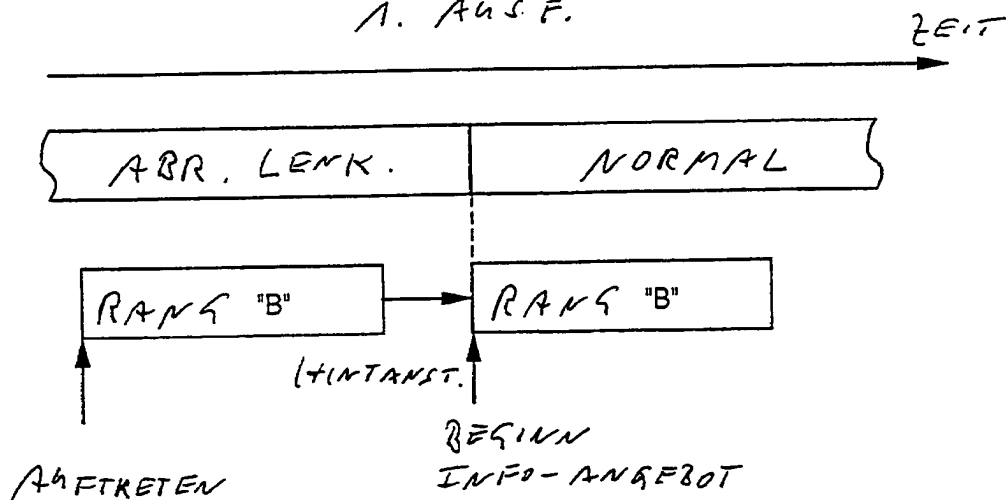 1. AUSF.
ZEIT
ABR. LENK.
NORMAL
RANG "B"
RANG "B"
HINTANST.
BEGINN
INFO-ANGEBOT
AUFTRETEN